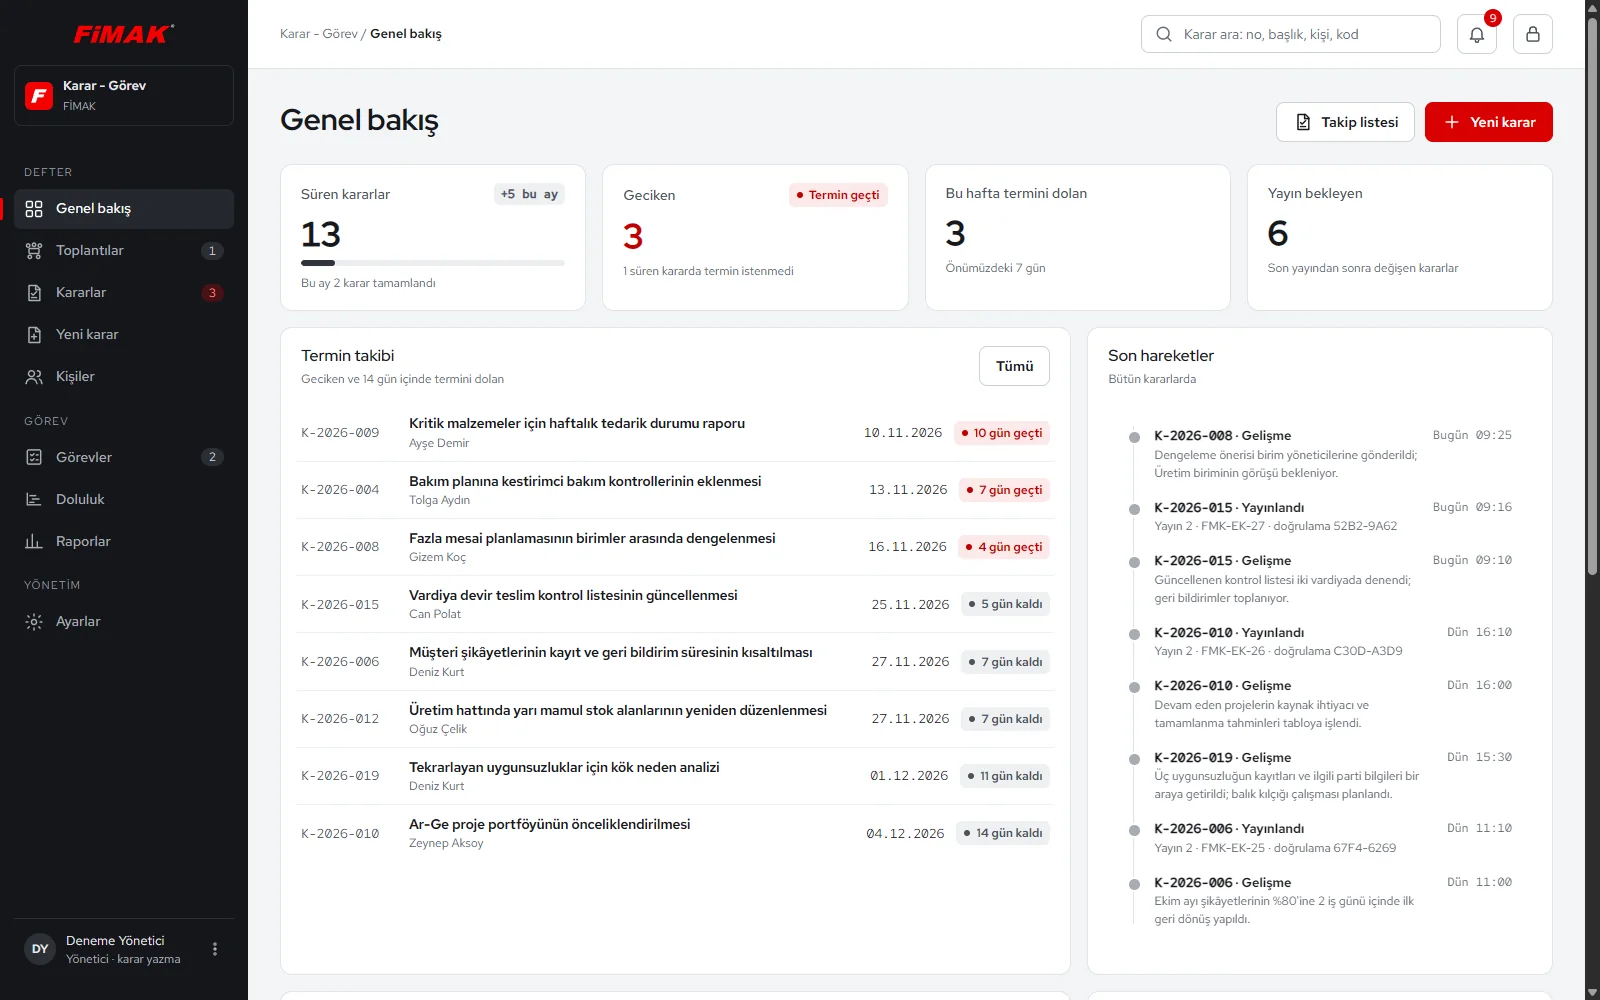 FiMAK
Karar - Görev
FİMAK
DEFTER
Genel bakış
Toplantılar 1
Kararlar 3
Yeni karar
Kişiler
GÖREV
Görevler 2
Doluluk
Raporlar
YÖNETİM
Ayarlar
DY
Deneme Yönetici
Yönetici · karar yazma
Karar - Görev / Genel bakış
Karar ara: no, başlık, kişi, kod
9
Genel bakış
Takip listesi
Yeni karar
Süren kararlar
+5 bu ay
13
Bu ay 2 karar tamamlandı
Geciken
Termin geçti
3
1 süren kararda termin istenmedi
Bu hafta termini dolan
3
Önümüzdeki 7 gün
Yayın bekleyen
6
Son yayından sonra değişen kararlar
Termin takibi
Geciken ve 14 gün içinde termini dolan
Tümü
K-2026-009 Kritik malzemeler için haftalık tedarik durumu raporu 10.11.2026 10 gün geçti
Ayşe Demir
K-2026-004 Bakım planına kestirimci bakım kontrollerinin eklenmesi 13.11.2026 7 gün geçti
Tolga Aydın
K-2026-008 Fazla mesai planlamasının birimler arasında dengelenmesi 16.11.2026 4 gün geçti
Gizem Koç
K-2026-015 Vardiya devir teslim kontrol listesinin güncellenmesi 25.11.2026 5 gün kaldı
Can Polat
K-2026-006 Müşteri şikâyetlerinin kayıt ve geri bildirim süresinin kısaltılması 27.11.2026 7 gün kaldı
Deniz Kurt
K-2026-012 Üretim hattında yarı mamul stok alanlarının yeniden düzenlenmesi 27.11.2026 7 gün kaldı
Oğuz Çelik
K-2026-019 Tekrarlayan uygunsuzluklar için kök neden analizi 01.12.2026 11 gün kaldı
Deniz Kurt
K-2026-010 Ar-Ge proje portföyünün önceliklendirilmesi 04.12.2026 14 gün kaldı
Zeynep Aksoy
Son hareketler
Bütün kararlarda
K-2026-008 · Gelişme Bugün 09:25
Dengeleme önerisi birim yöneticilerine gönderildi;
Üretim biriminin görüşü bekleniyor.
K-2026-015 · Yayınlandı Bugün 09:16
Yayın 2 · FMK-EK-27 · doğrulama 52B2-9A62
K-2026-015 · Gelişme Bugün 09:10
Güncellenen kontrol listesi iki vardiyada denendi;
geri bildirimler toplanıyor.
K-2026-010 · Yayınlandı Dün 16:10
Yayın 2 · FMK-EK-26 · doğrulama C30D-A3D9
K-2026-010 · Gelişme Dün 16:00
Devam eden projelerin kaynak ihtiyacı ve
tamamlanma tahminleri tabloya işlendi.
K-2026-019 · Gelişme Dün 15:30
Üç uygunsuzluğun kayıtları ve ilgili parti bilgileri bir
araya getirildi; balık kılçığı çalışması planlandı.
K-2026-006 · Yayınlandı Dün 11:10
Yayın 2 · FMK-EK-25 · doğrulama 67F4-6269
K-2026-006 · Gelişme Dün 11:00
Ekim ayı şikâyetlerinin %80'ine 2 iş günü içinde ilk
geri dönüş yapıldı.